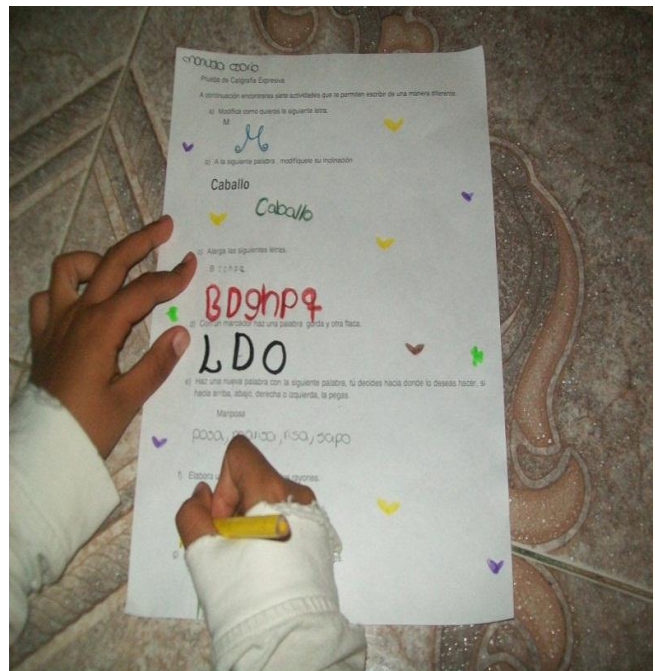 Prueba de Caligrafía Expresiva
A continuación encontraras siete actividades que te permiten escribir de una manera diferente.
a) Modifica como quieras la siguiente letra.
M
M
b) A la siguiente palabra, modifíquele su inclinación
Caballo
Caballo
c) Alarga las siguientes letras.
BDghpq
d) Con un marcador haz una palabra gorda y otra flaca.
LDO
e) Haz una nueva palabra con la siguiente palabra, tú decides hacia donde lo deseas hacer, si
hacia arriba, abajo, derecha o izquierda, la pegas.
Mariposa
posa, risa, sapo
f) Elabora rayones.